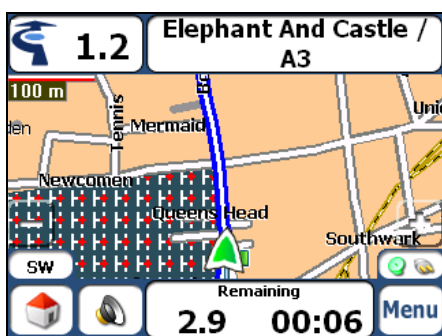 1.2
Elephant And Castle /
A3
100 m
Tennis
Mermaid
Newcomen
Queens Head
Southwark
SW
Remaining
2.9 00:06
Menu